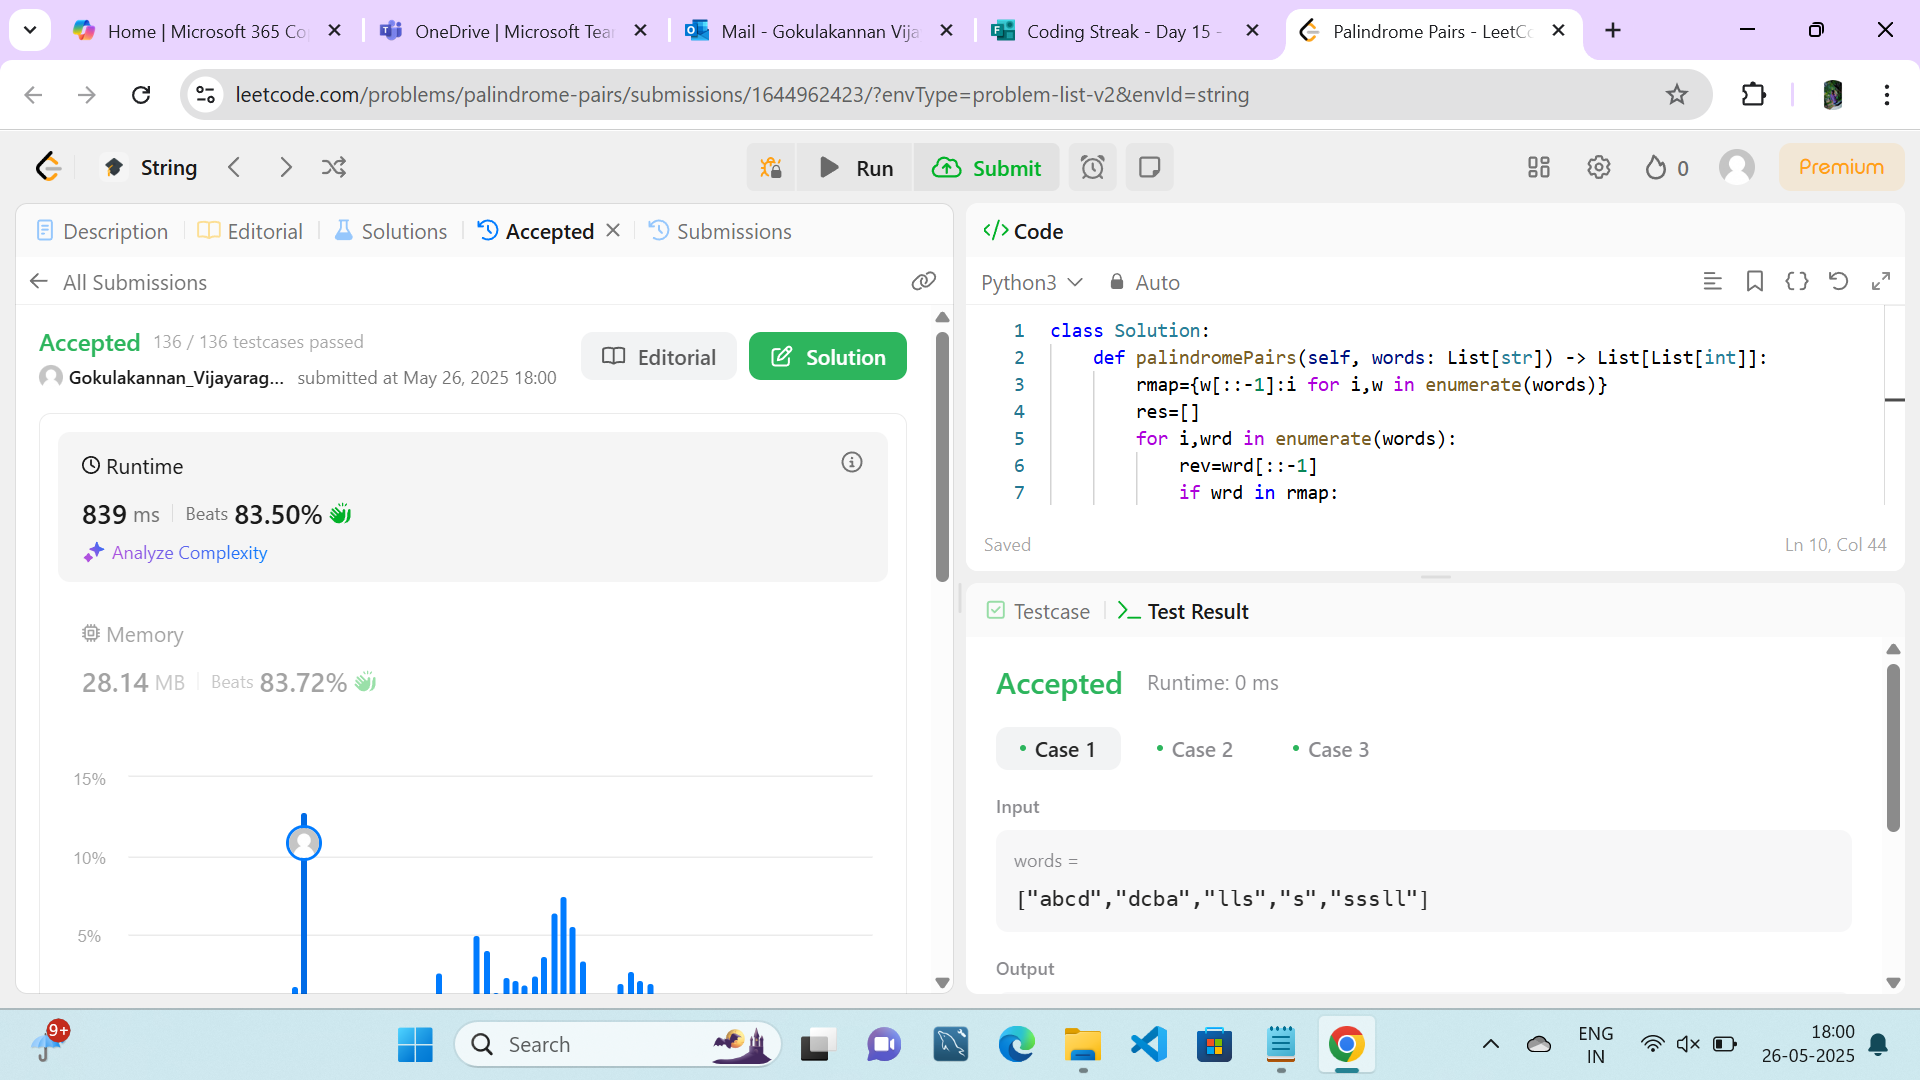 Home | Microsoft 365 Co
OneDrive | Microsoft Tea
Mail - Gokulakannan Vija
Coding Streak - Day 15 -
Palindrome Pairs - LeetCo
leetcode.com/problems/palindrome-pairs/submissions/1644962423/?envType=problem-list-v2&envId=string
String
Run
Submit
0
Premium
Description
Editorial
Solutions
Accepted
Submissions
All Submissions
Accepted 136 / 136 testcases passed
Gokulakannan_Vijayarag... submitted at May 26, 2025 18:00
Editorial
Solution
Runtime
839 ms Beats 83.50%
Analyze Complexity
Memory
28.14 MB Beats 83.72%
15%
10%
5%
</> Code
Python3 Auto
1 class Solution:
2 def palindromePairs(self, words: List[str]) -> List[List[int]]:
3 rmap={w[::-1]:i for i,w in enumerate(words)}
4 res=[]
5 for i,wrd in enumerate(words):
6 rev=wrd[::-1]
7 if wrd in rmap:
Saved
Ln 10, Col 44
Testcase
Test Result
Accepted Runtime: 0 ms
Case 1 Case 2 Case 3
Input
words =
["abcd","dcba","lls","s","sssll"]
Output
9+
Search
ENG
IN
18:00
26-05-2025